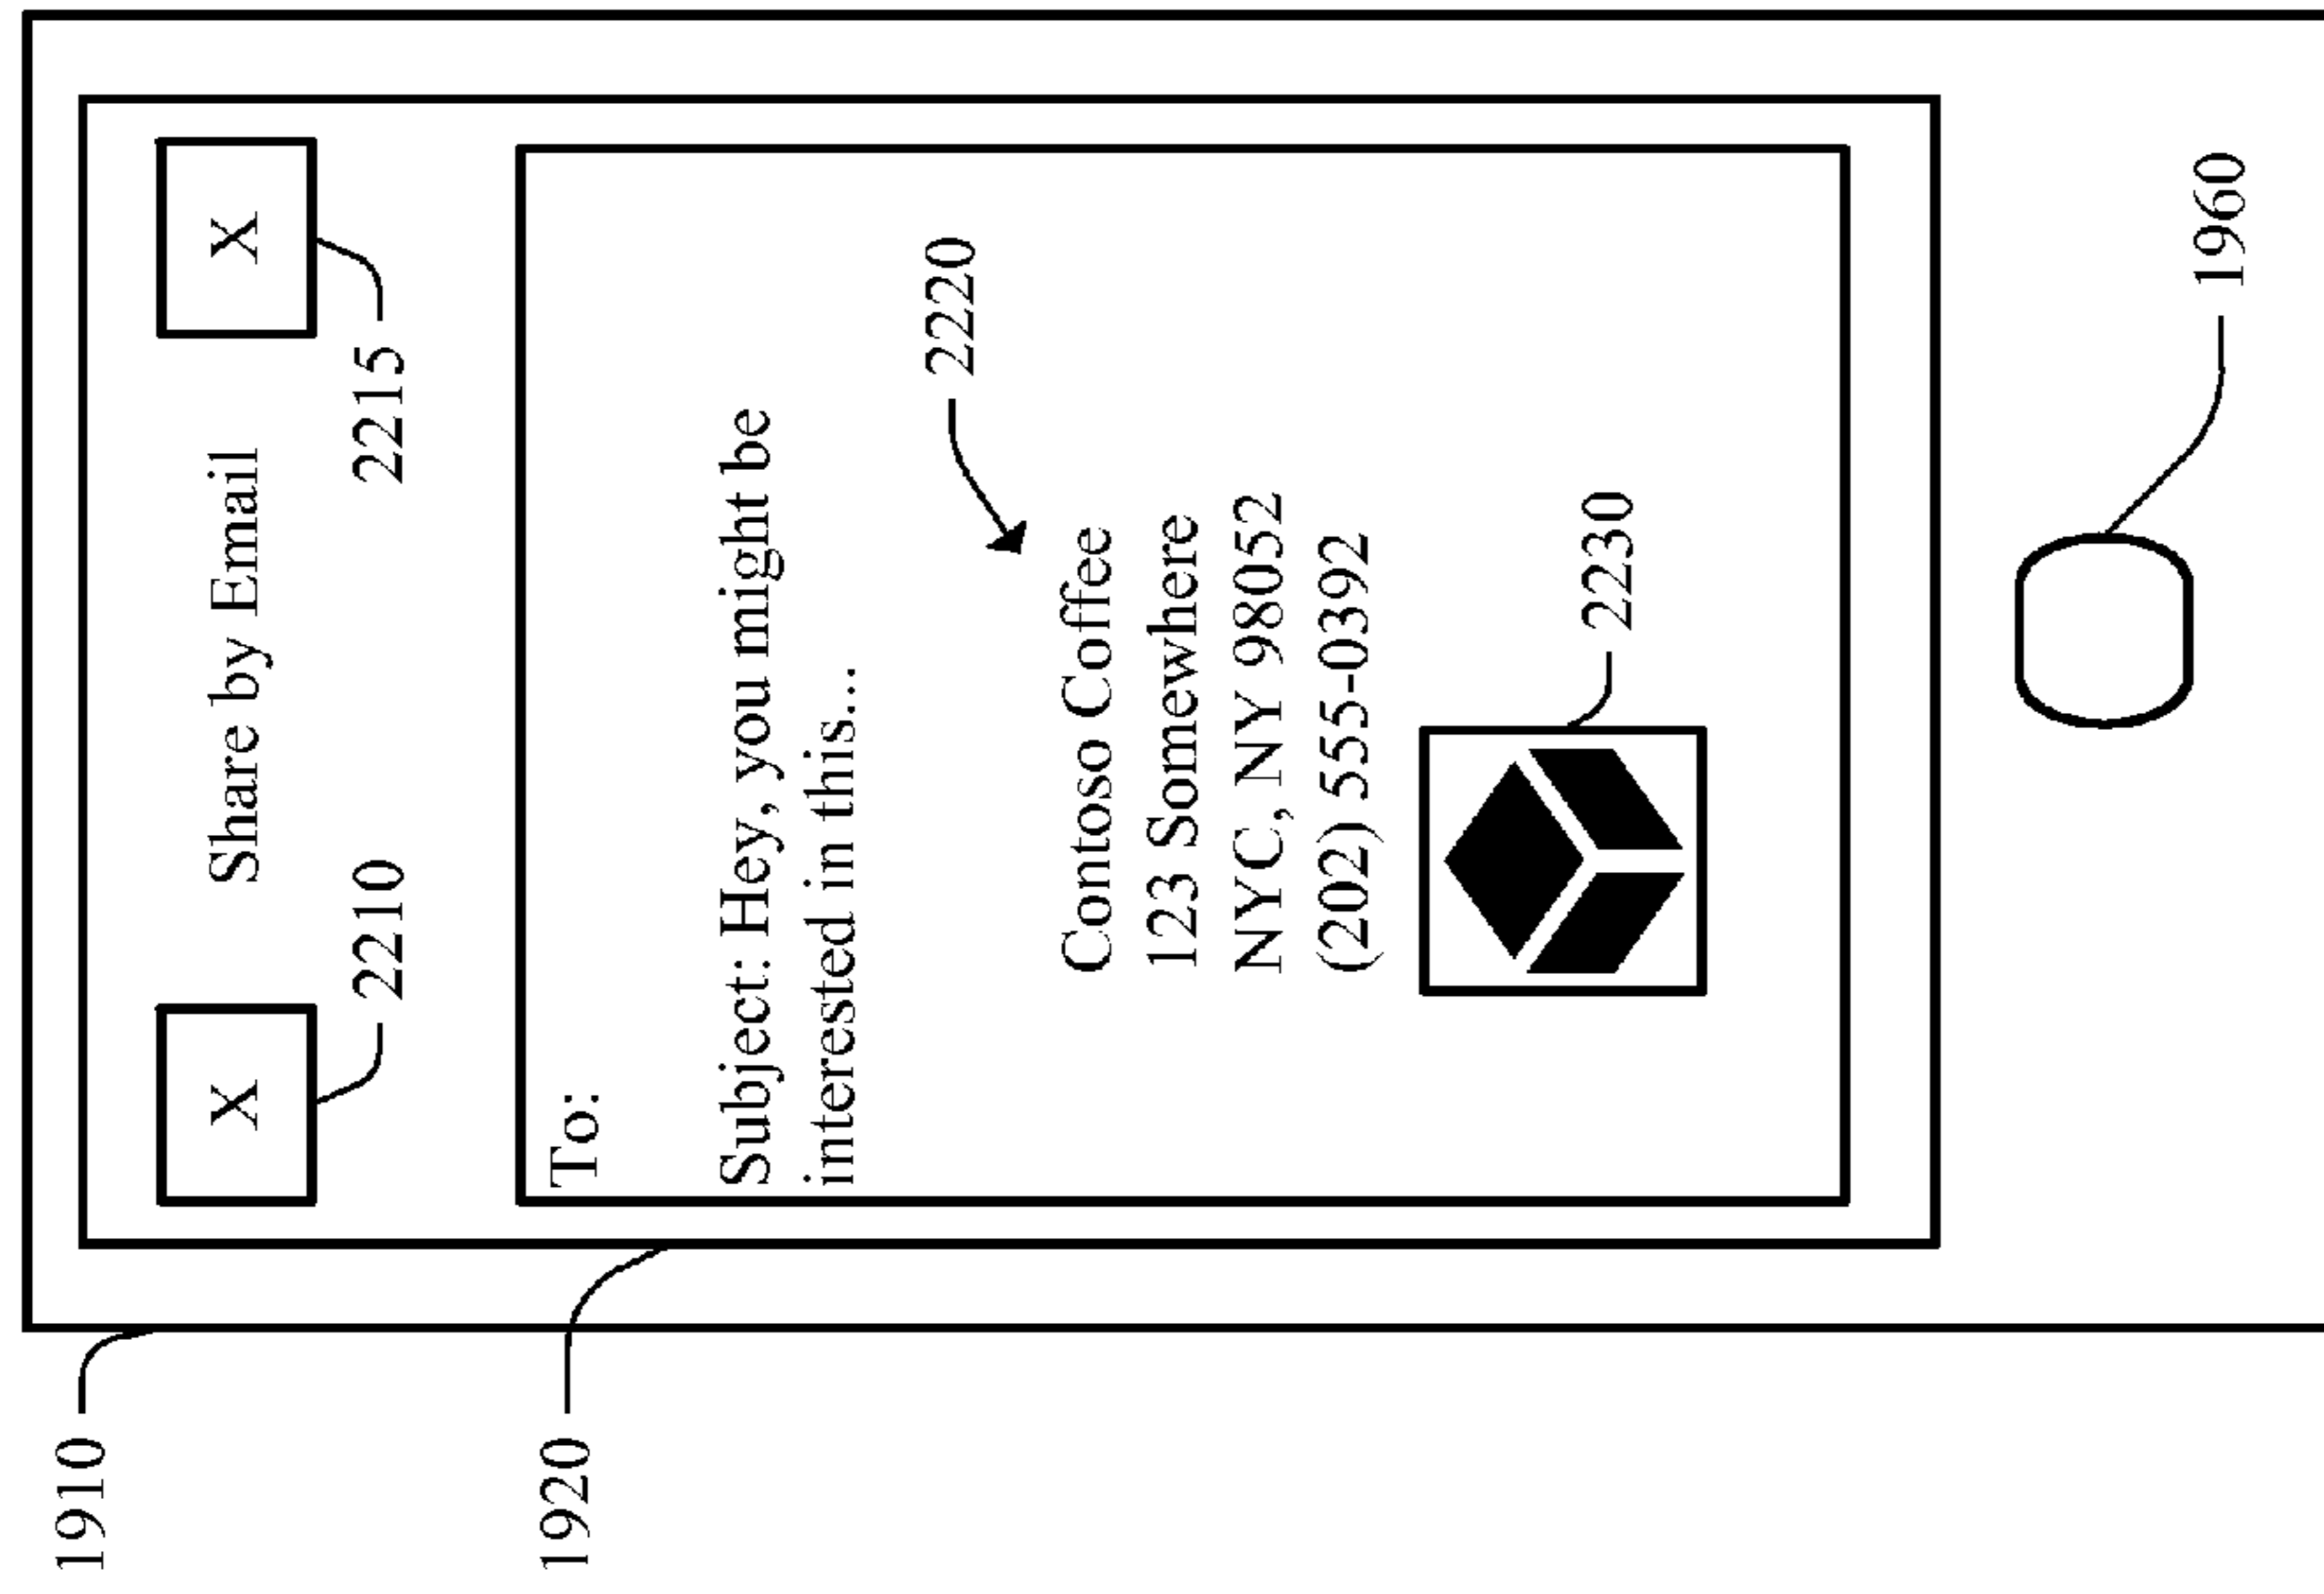 1910
1920
X
Share by Email
X
2210
2215
To:
Subject: Hey, you might be
interested in this...
2220
Contoso Coffee
123 Somewhere
NYC, NY 98052
(202) 555-0392
2230
1960